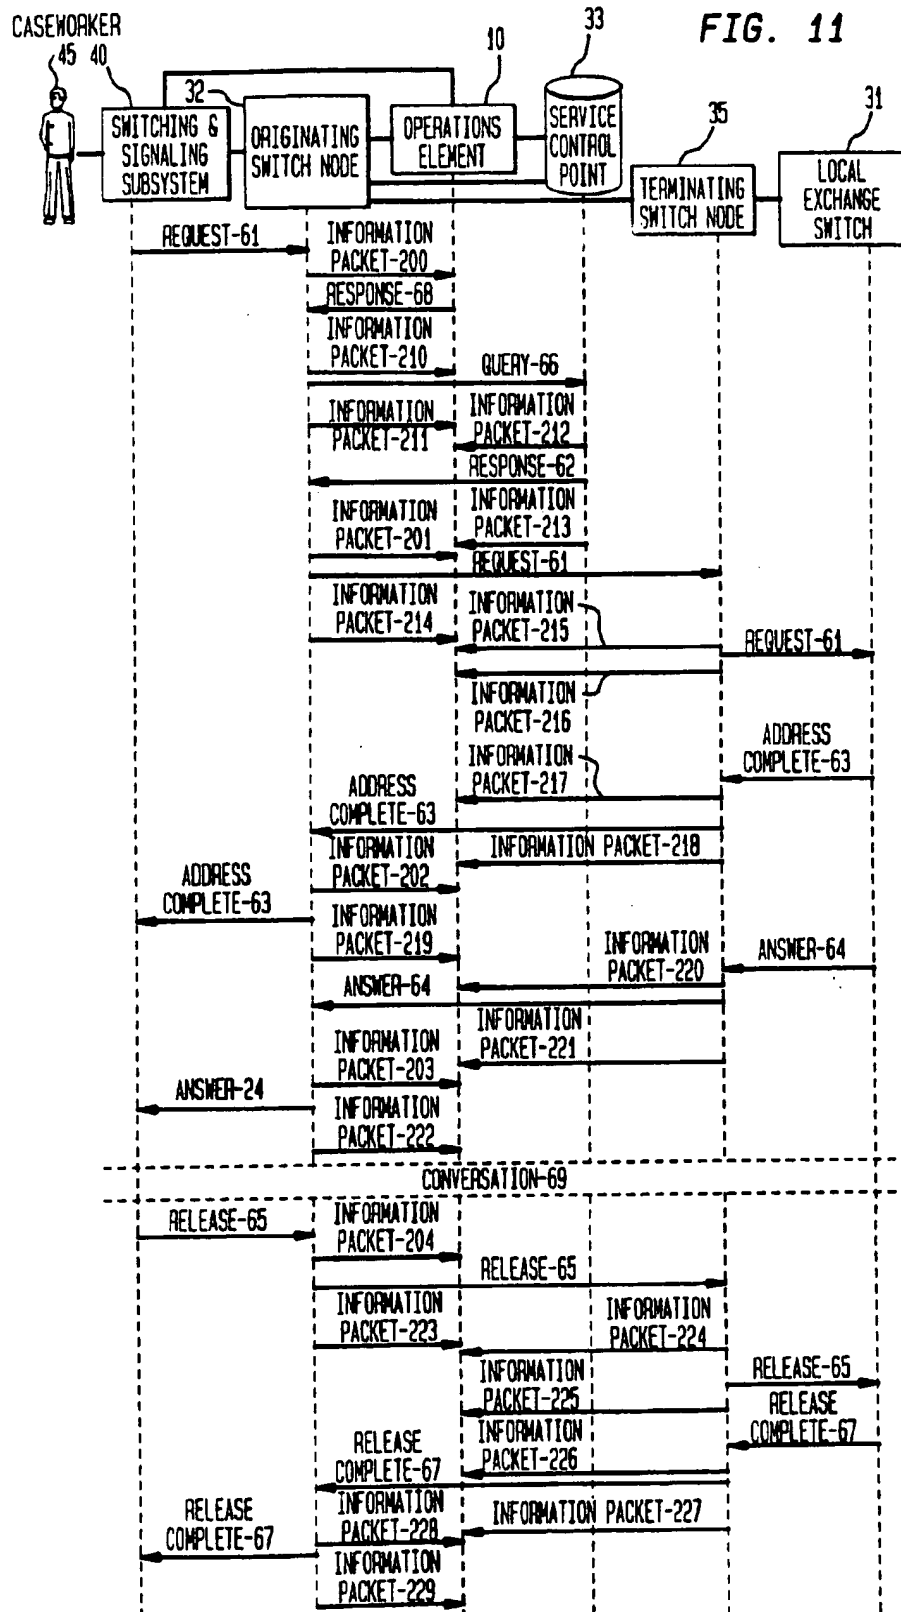 FIG. 11
CASEWORKER
45
40
32
10
33
35
31
SWITCHING &
SIGNALING
SUBSYSTEM
ORIGINATING
SWITCH NODE
OPERATIONS
ELEMENT
SERVICE
CONTROL
POINT
TERMINATING
SWITCH NODE
LOCAL
EXCHANGE
SWITCH
REQUEST-61
INFORMATION
PACKET-200
RESPONSE-68
INFORMATION
PACKET-210
QUERY-66
INFORMATION
PACKET-211
INFORMATION
PACKET-212
RESPONSE-62
INFORMATION
PACKET-213
INFORMATION
PACKET-201
REQUEST-61
INFORMATION
PACKET-214
INFORMATION
PACKET-215
REQUEST-61
INFORMATION
PACKET-216
ADDRESS
COMPLETE-63
INFORMATION
PACKET-217
ADDRESS
COMPLETE-63
INFORMATION PACKET-218
INFORMATION
PACKET-202
ADDRESS
COMPLETE-63
INFORMATION
PACKET-219
ANSWER-64
INFORMATION
PACKET-220
ANSWER-64
INFORMATION
PACKET-221
INFORMATION
PACKET-203
ANSWER-24
INFORMATION
PACKET-222
CONVERSATION-69
RELEASE-65
INFORMATION
PACKET-204
RELEASE-65
INFORMATION
PACKET-223
INFORMATION
PACKET-224
RELEASE-65
INFORMATION
PACKET-225
RELEASE
COMPLETE-67
INFORMATION
PACKET-226
RELEASE
COMPLETE-67
INFORMATION PACKET-227
INFORMATION
PACKET-228
RELEASE
COMPLETE-67
INFORMATION
PACKET-229